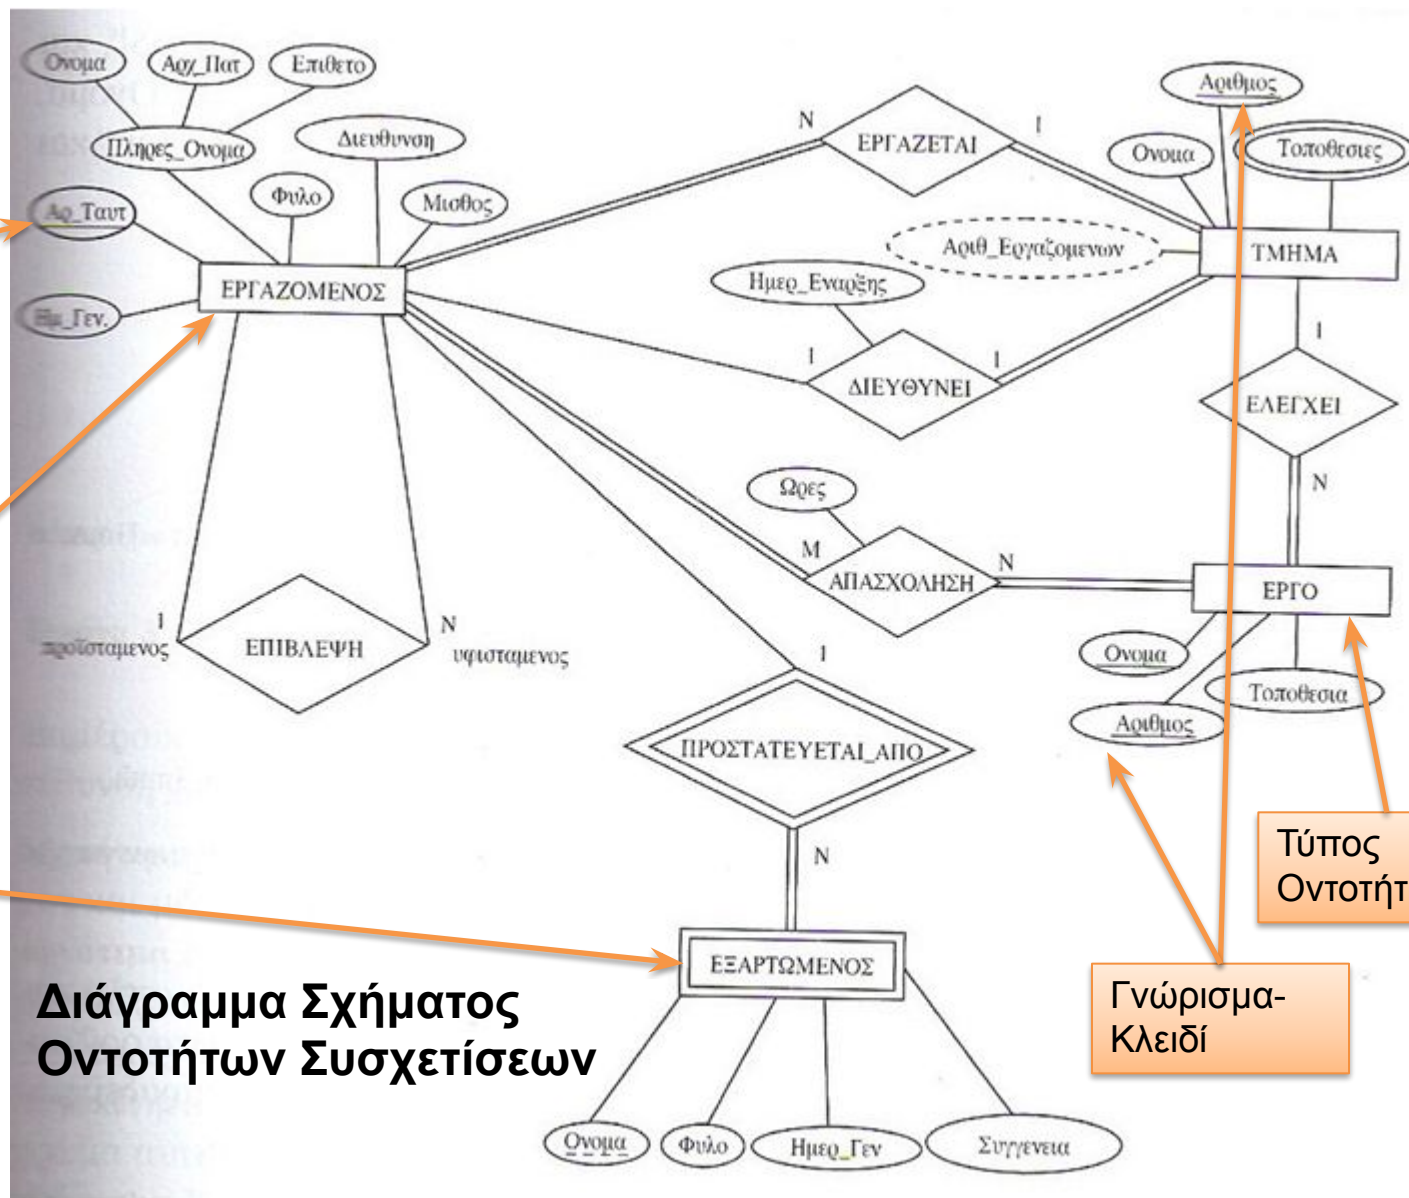 Ονομα
Αρχ_Πατ
Επιθετο
Πληρες_Ονομα
Διευθυνση
Αρ_Ταυτ
Φυλο
Μισθος
Ημ_Γεν.
ΕΡΓΑΖΟΜΕΝΟΣ
N
ΕΡΓΑΖΕΤΑΙ
1
Αριθμος
Ονομα
Τοποθεσιες
Αριθ_Εργαζομενων
ΤΜΗΜΑ
Ημερ_Εναρξης
1
ΔΙΕΥΘΥΝΕΙ
1
1
ΕΛΕΓΧΕΙ
N
Ωρες
M
ΑΠΑΣΧΟΛΗΣΗ
N
ΕΡΓΟ
Ονομα
Αριθμος
Τοποθεσια
1
προϊσταμενος
ΕΠΙΒΛΕΨΗ
N
υφισταμενος
1
ΠΡΟΣΤΑΤΕΥΕΤΑΙ_ΑΠΟ
N
ΕΞΑΡΤΩΜΕΝΟΣ
Ονομα
Φυλο
Ημερ_Γεν
Συγγενεια
Τύπος
Οντοτήτ
Γνώρισμα-
Κλειδί
Διάγραμμα Σχήματος
Οντοτήτων Συσχετίσεων